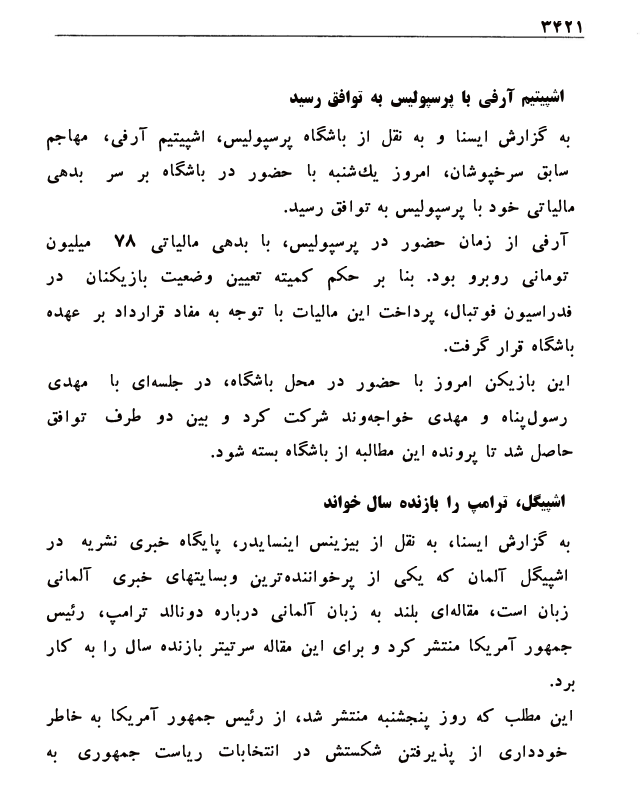 ۳۴۲۱
اشپیتیم آرفی با پرسپولیس به توافق رسید
به گزارش ایسنا و به نقل از باشگاه پرسپولیس، اشپیتیم آرفی، مهاجم
سابق سرخپوشان، امروز یك‌شنبه با حضور در باشگاه بر سر بدهی
مالیاتی خود با پرسپولیس به توافق رسید.
آرفی از زمان حضور در پرسپولیس، با بدهی مالیاتی ۷۸ میلیون
تومانی روبرو بود. بنا بر حکم کمیته تعیین وضعیت بازیکنان در
فدراسیون فوتبال، پرداخت این مالیات با توجه به مفاد قرارداد بر عهده
باشگاه قرار گرفت.
این بازیکن امروز با حضور در محل باشگاه، در جلسه‌ای با مهدی
رسول‌پناه و مهدی خواجه‌وند شرکت کرد و بین دو طرف توافق
حاصل شد تا پرونده این مطالبه از باشگاه بسته شود.
اشپیگل، ترامپ را بازنده سال خواند
به گزارش ایسنا، به نقل از بیزینس اینسایدر، پایگاه خبری نشریه در
اشپیگل آلمان که یکی از پرخواننده‌ترین وبسایتهای خبری آلمانی
زبان است، مقاله‌ای بلند به زبان آلمانی درباره دونالد ترامپ، رئیس
جمهور آمریکا منتشر کرد و برای این مقاله سرتیتر بازنده سال را به کار
برد.
این مطلب که روز پنجشنبه منتشر شد، از رئیس جمهور آمریکا به خاطر
خودداری از پذیرفتن شکستش در انتخابات ریاست جمهوری به